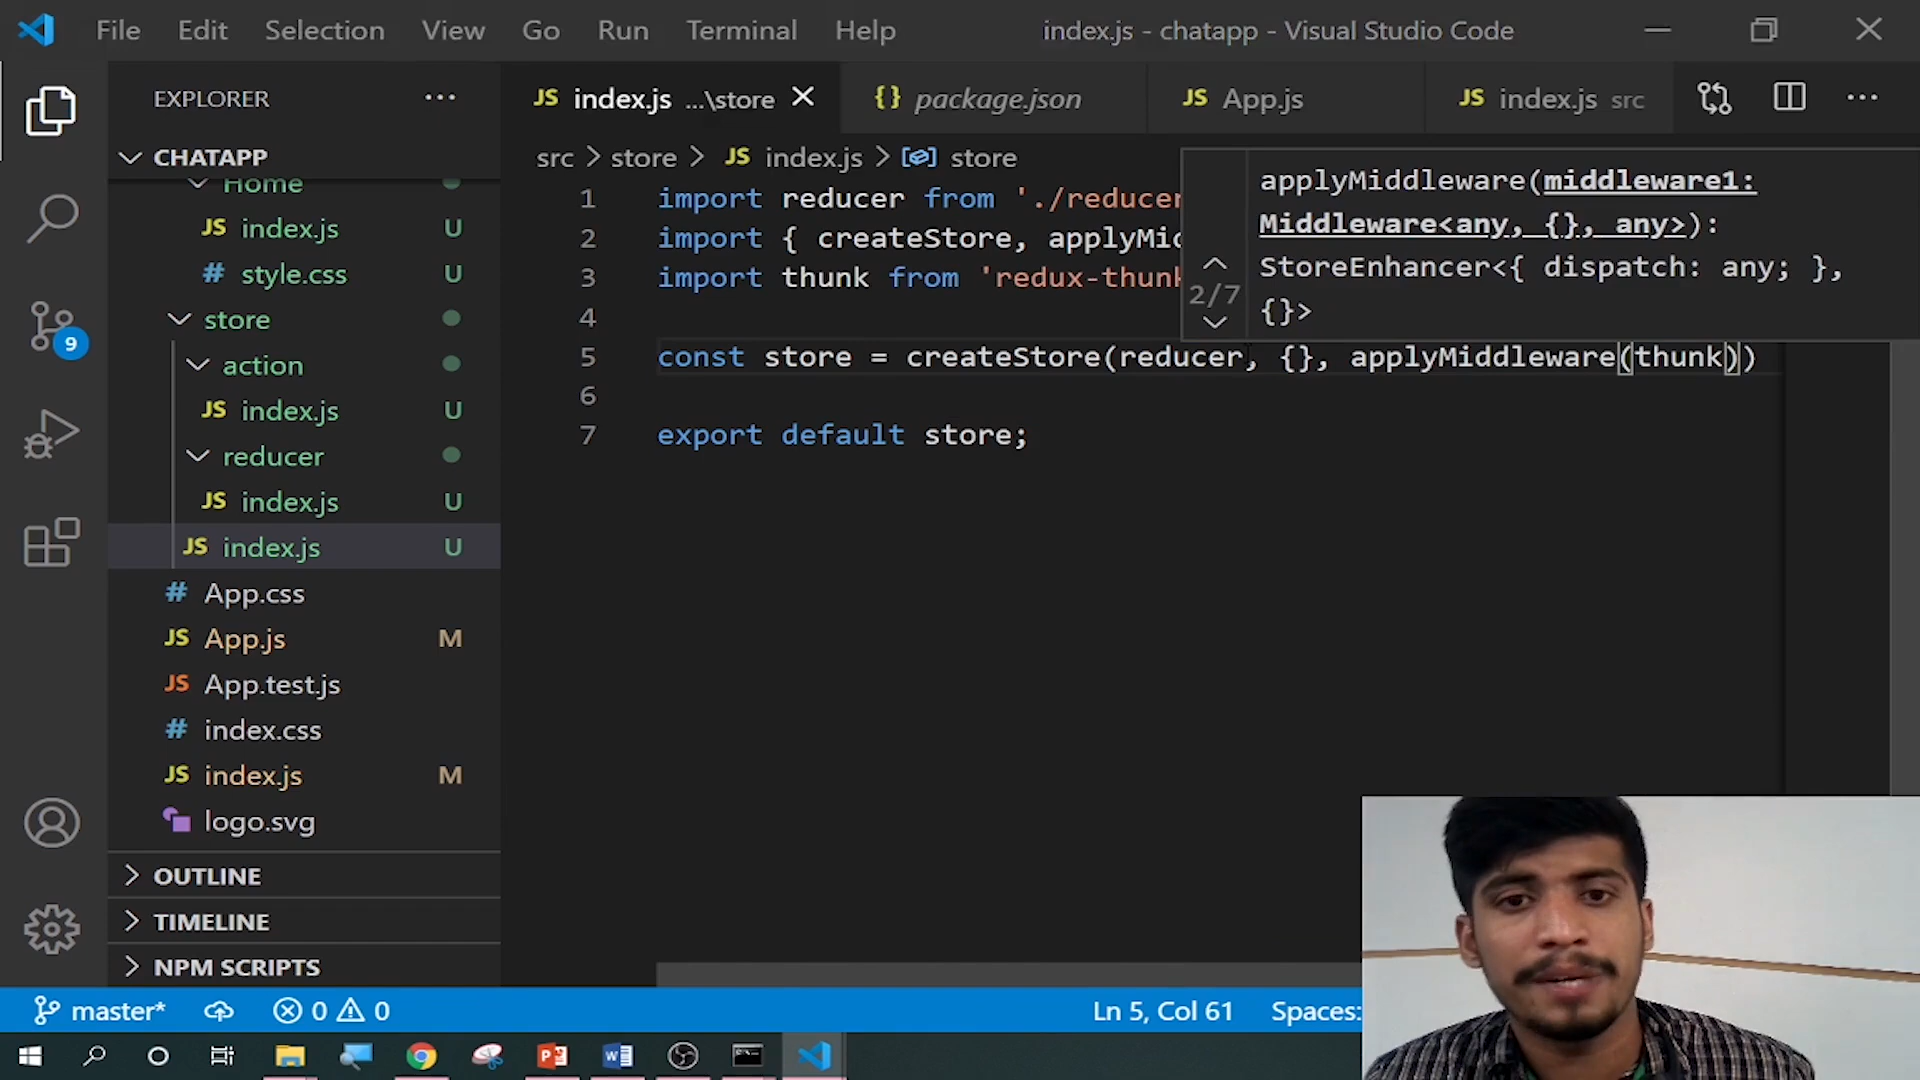 File Edit Selection View Go Run Terminal Help index.js - chatapp - Visual Studio Code
EXPLORER
CHATAPP
Home
JS index.js U
# style.css U
store
action
JS index.js U
reducer
JS index.js U
JS index.js U
# App.css
JS App.js M
JS App.test.js
# index.css
JS index.js M
logo.svg
OUTLINE
TIMELINE
NPM SCRIPTS
9
JS index.js ...\store
{} package.json
JS App.js
JS index.js src
src > store > JS index.js > store
1 import reducer from './reducer
2 import { createStore, applyMid
3 import thunk from 'redux-thunk
4
5 const store = createStore(reducer, {}, applyMiddleware(thunk))
6
7 export default store;
applyMiddleware(middleware1:
Middleware<any, {}, any>):
StoreEnhancer<{ dispatch: any; },
{}>
2/7
master* 0 0 Ln 5, Col 61 Spaces: